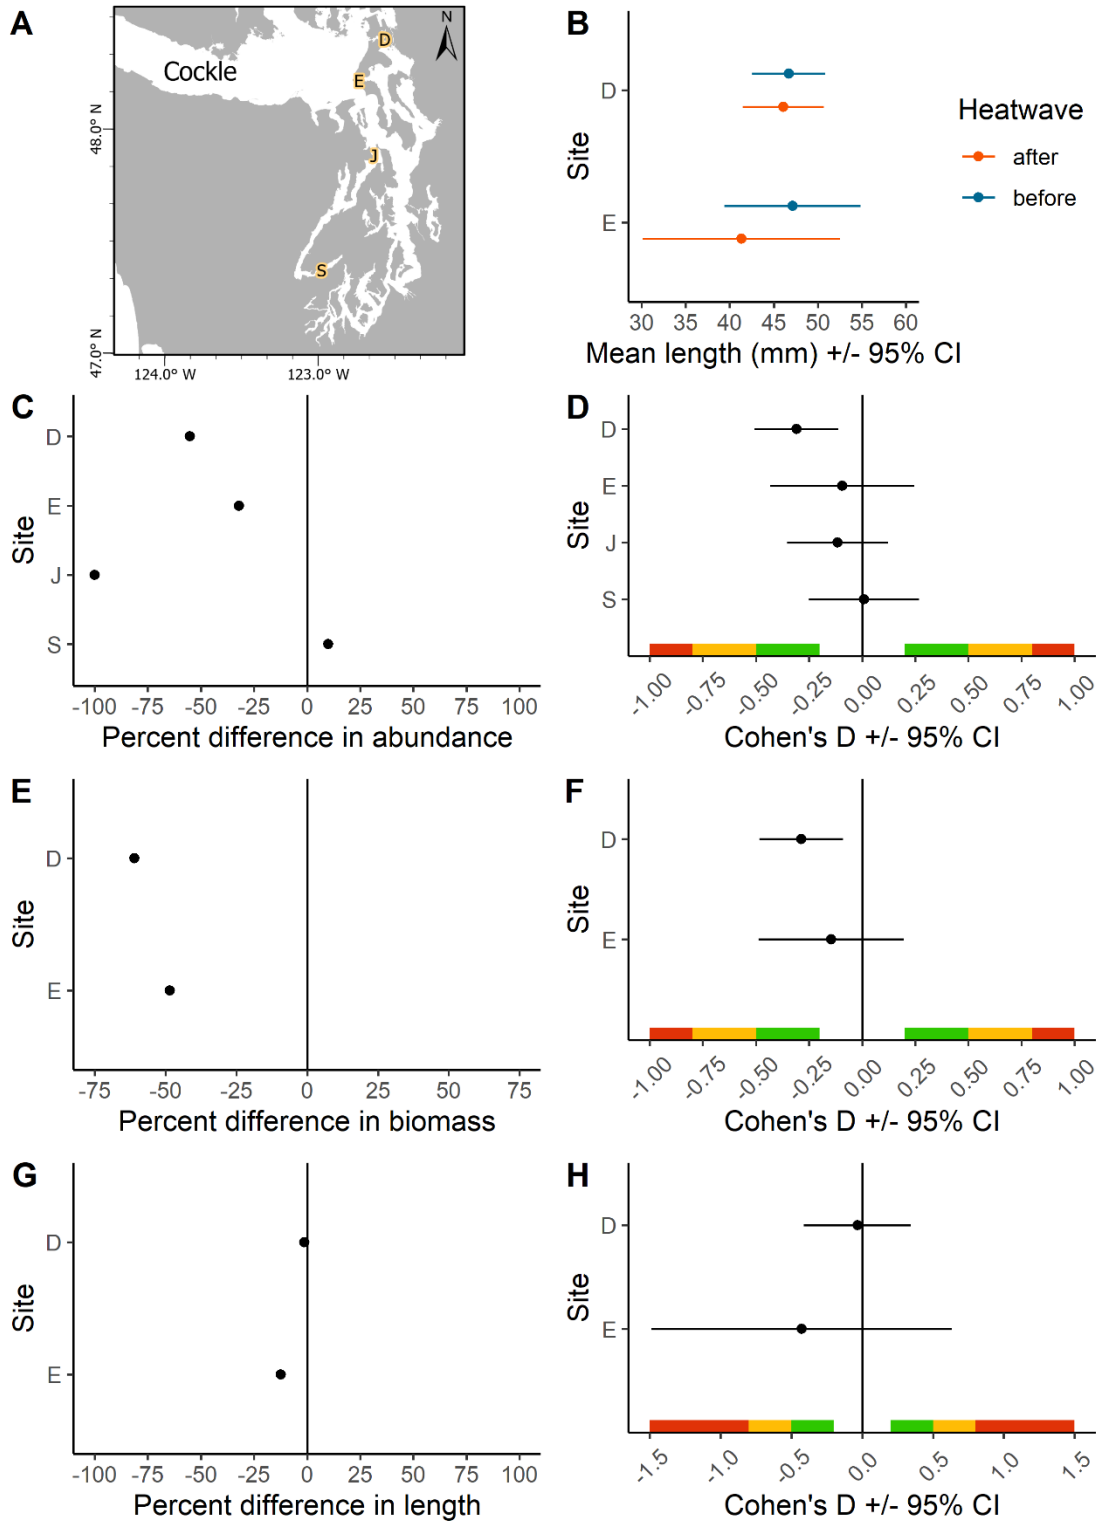 A
Cockle
N
D
E
J
S
48.0° N
47.0° N
124.0° W
123.0° W
B
Site
D
E
30 35 40 45 50 55 60
Mean length (mm) +/- 95% CI
Heatwave
after
before
C
Site
D
E
J
S
-100 -75 -50 -25 0 25 50 75 100
Percent difference in abundance
D
Site
D
E
J
S
-1.00 -0.75 -0.50 -0.25 0.00 0.25 0.50 0.75 1.00
Cohen's D +/- 95% CI
E
Site
D
E
-75 -50 -25 0 25 50 75
Percent difference in biomass
F
Site
D
E
-1.00 -0.75 -0.50 -0.25 0.00 0.25 0.50 0.75 1.00
Cohen's D +/- 95% CI
G
Site
D
E
-100 -75 -50 -25 0 25 50 75 100
Percent difference in length
H
Site
D
E
-1.5 -1.0 -0.5 0.0 0.5 1.0 1.5
Cohen's D +/- 95% CI